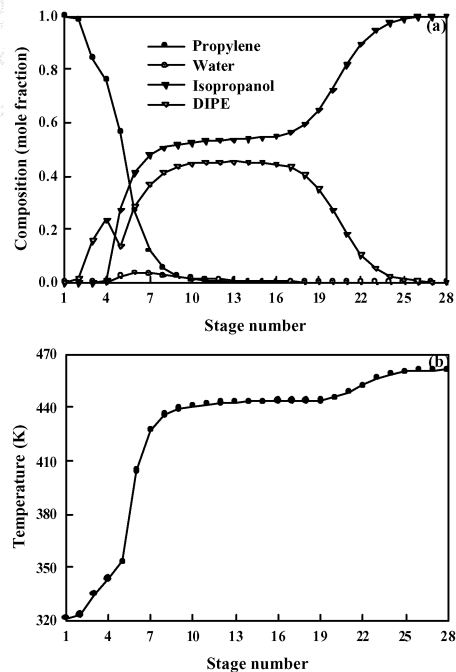 (a)
Propylene
Water
Isopropanol
DIPE
1.0
0.8
0.6
0.4
0.2
0.0
Composition (mole fraction)
1 4 7 10 13 16 19 22 25 28
Stage number
(b)
470
440
410
380
350
320
Temperature (K)
1 4 7 10 13 16 19 22 25 28
Stage number